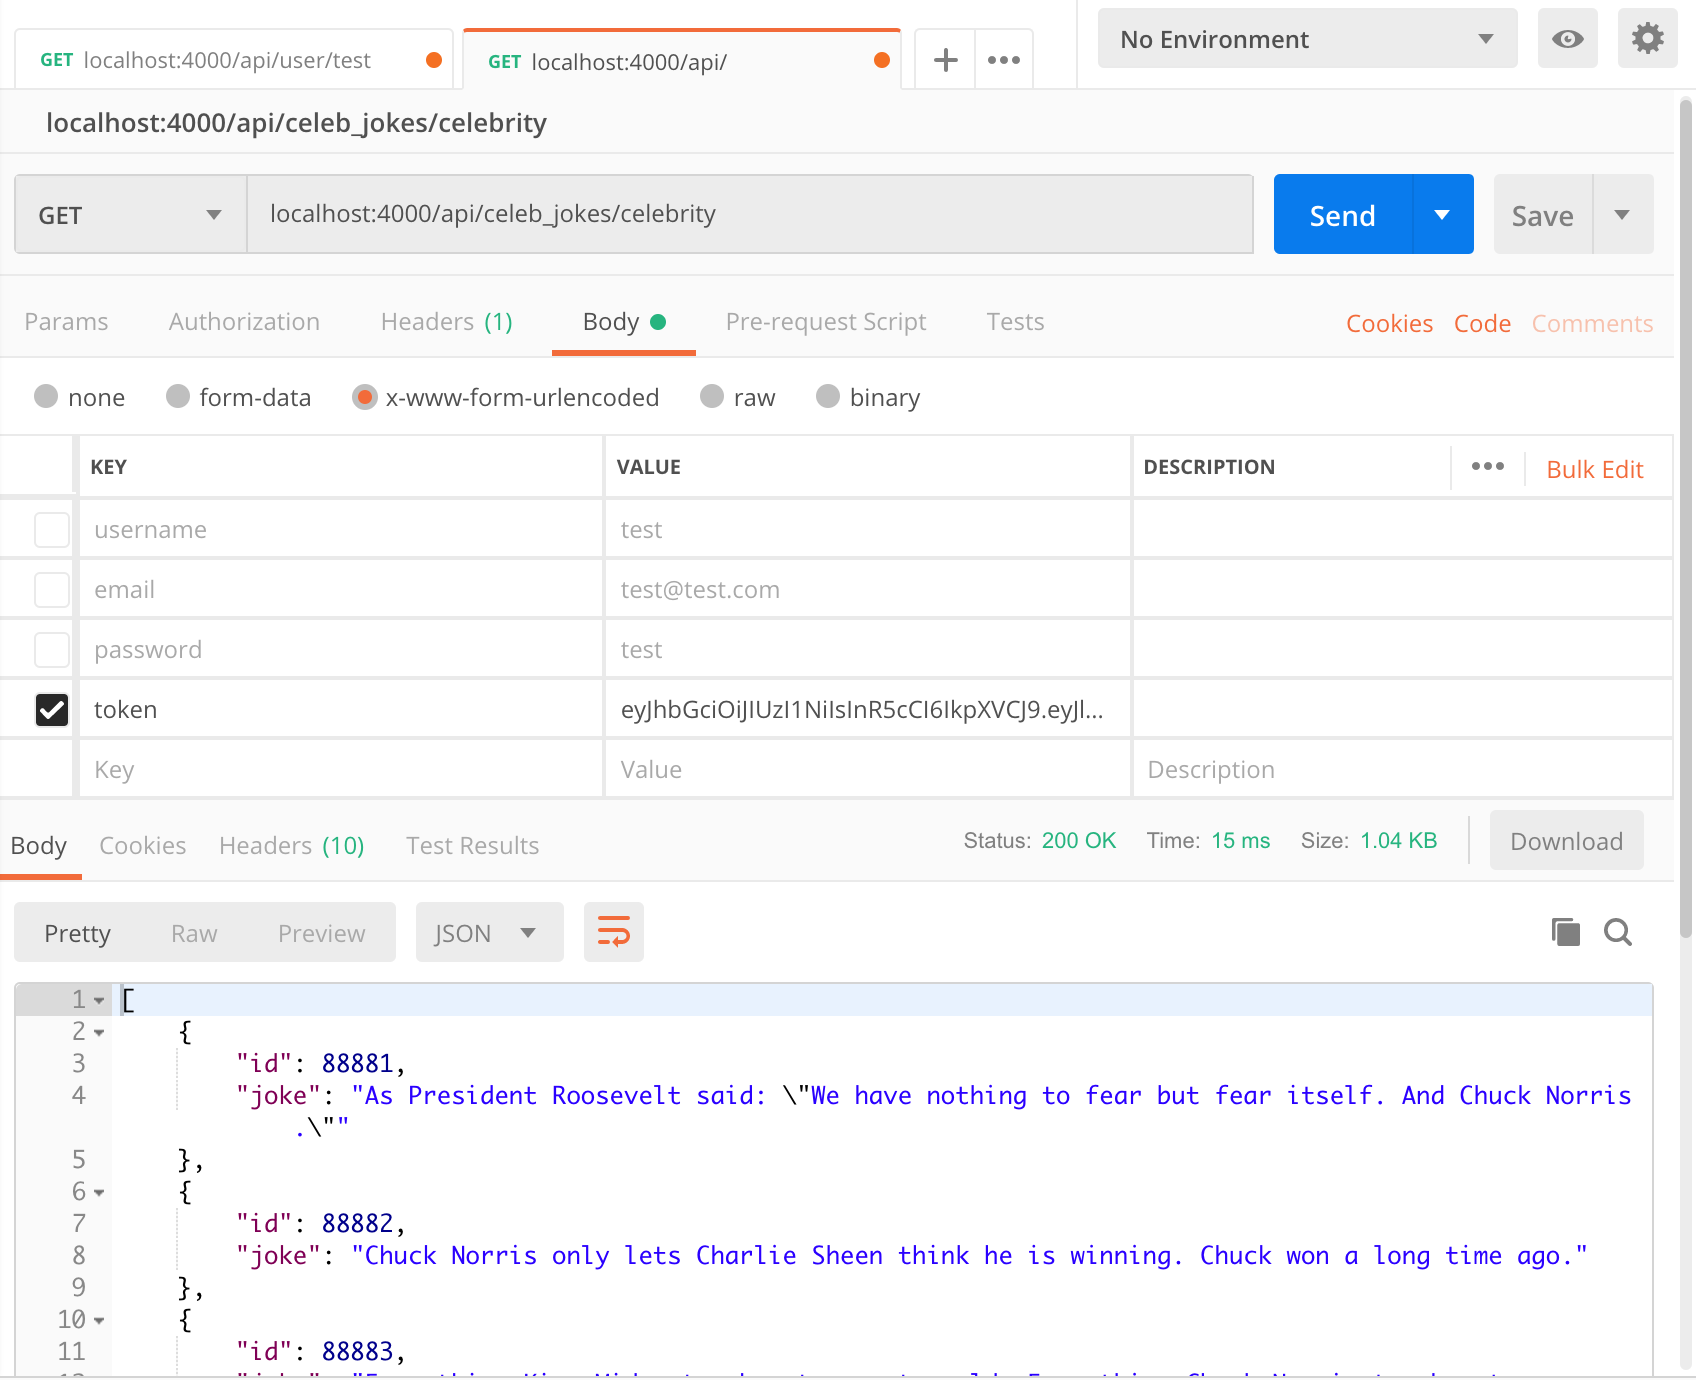 GET localhost:4000/api/user/test
GET localhost:4000/api/
No Environment
localhost:4000/api/celeb_jokes/celebrity
GET localhost:4000/api/celeb_jokes/celebrity Send Save
Params Authorization Headers (1) Body Pre-request Script Tests Cookies Code Comments
none form-data x-www-form-urlencoded raw binary
KEY VALUE DESCRIPTION Bulk Edit
username test
email test@test.com
password test
token eyJhbGciOiJIUzI1NiIsInR5cCI6IkpXVCJ9.eyJl...
Key Value Description
Body Cookies Headers (10) Test Results Status: 200 OK Time: 15 ms Size: 1.04 KB Download
Pretty Raw Preview JSON
1 [
2 {
3 "id": 88881,
4 "joke": "As President Roosevelt said: \"We have nothing to fear but fear itself. And Chuck Norris
.\""
5 },
6 {
7 "id": 88882,
8 "joke": "Chuck Norris only lets Charlie Sheen think he is winning. Chuck won a long time ago."
9 },
10 {
11 "id": 88883,